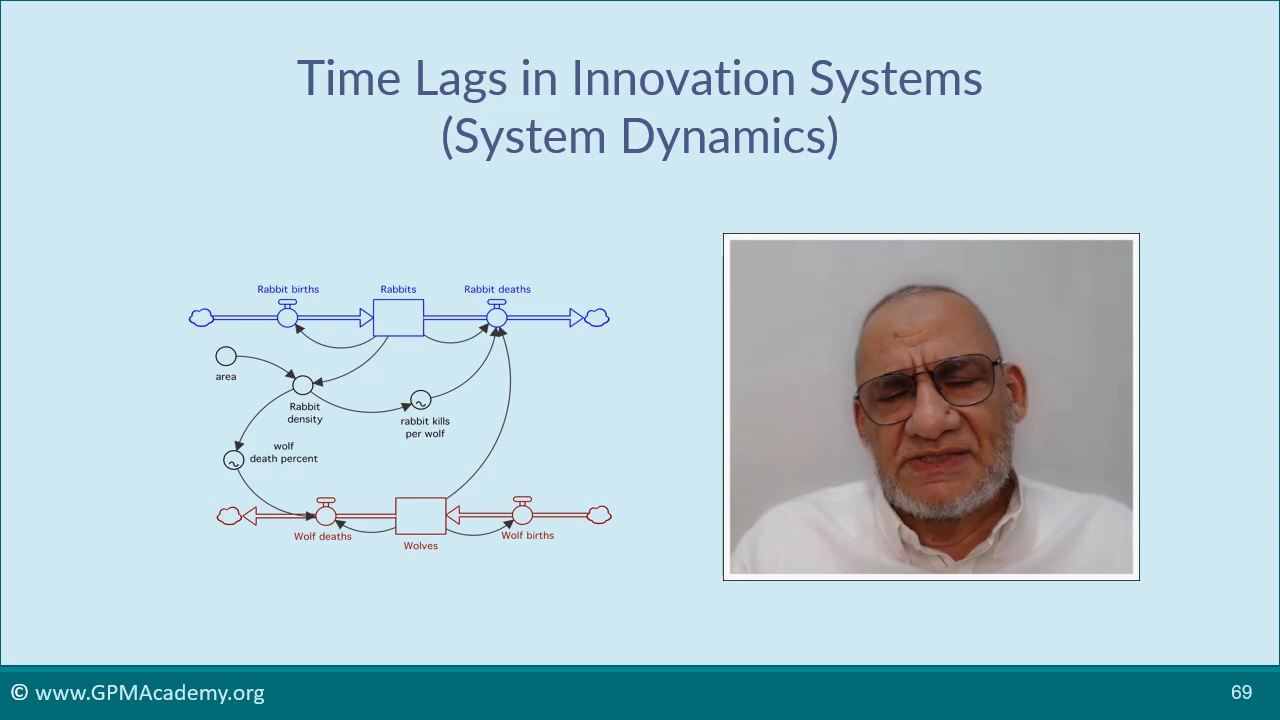 Time Lags in Innovation Systems
(System Dynamics)
Rabbit births
Rabbits
Rabbit deaths
area
Rabbit
density
rabbit kills
per wolf
wolf
death percent
Wolf deaths
Wolves
Wolf births
© www.GPMAcademy.org
69